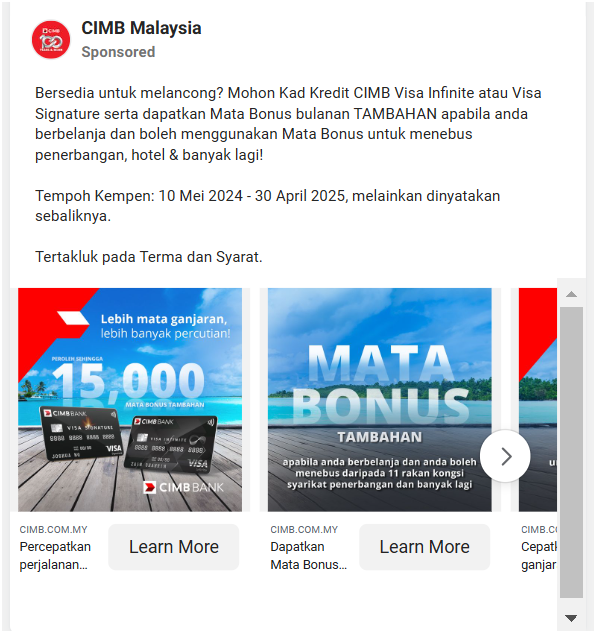 CIMB Malaysia
Sponsored
Bersedia untuk melancong? Mohon Kad Kredit CIMB Visa Infinite atau Visa
Signature serta dapatkan Mata Bonus bulanan TAMBAHAN apabila anda
berbelanja dan boleh menggunakan Mata Bonus untuk menebus
penerbangan, hotel & banyak lagi!
Tempoh Kempen: 10 Mei 2024 - 30 April 2025, melainkan dinyatakan
sebaliknya.
Tertakluk pada Terma dan Syarat.
Lebih mata ganjaran,
lebih banyak percutian!
PEROLEH SEHINGGA
15,000
MATA BONUS TAMBAHAN
CIMB BANK
VISA SIGNATURE
VISA
CIMB BANK
VISA INFINITE
VISA
CIMB BANK
MATA
BONUS
TAMBAHAN
apabila anda berbelanja dan anda boleh
menebus daripada 11 rakan kongsi
syarikat penerbangan dan banyak lagi
CIMB.COM.MY
Percepatkan
perjalanan...
Learn More
CIMB.COM.MY
Dapatkan
Mata Bonus...
Learn More